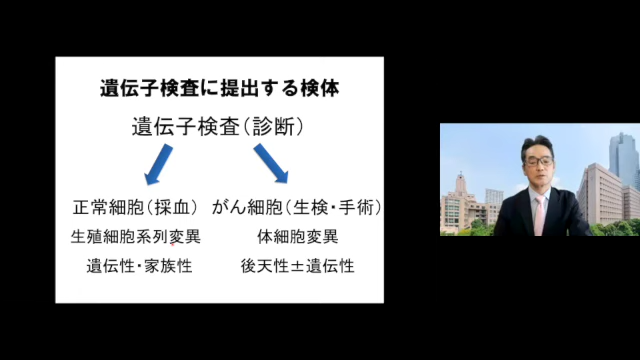 遺伝子検査に提出する検体
遺伝子検査(診断)
正常細胞(採血) がん細胞(生検・手術)
生殖細胞系列変異 体細胞変異
遺伝性・家族性 後天性±遺伝性